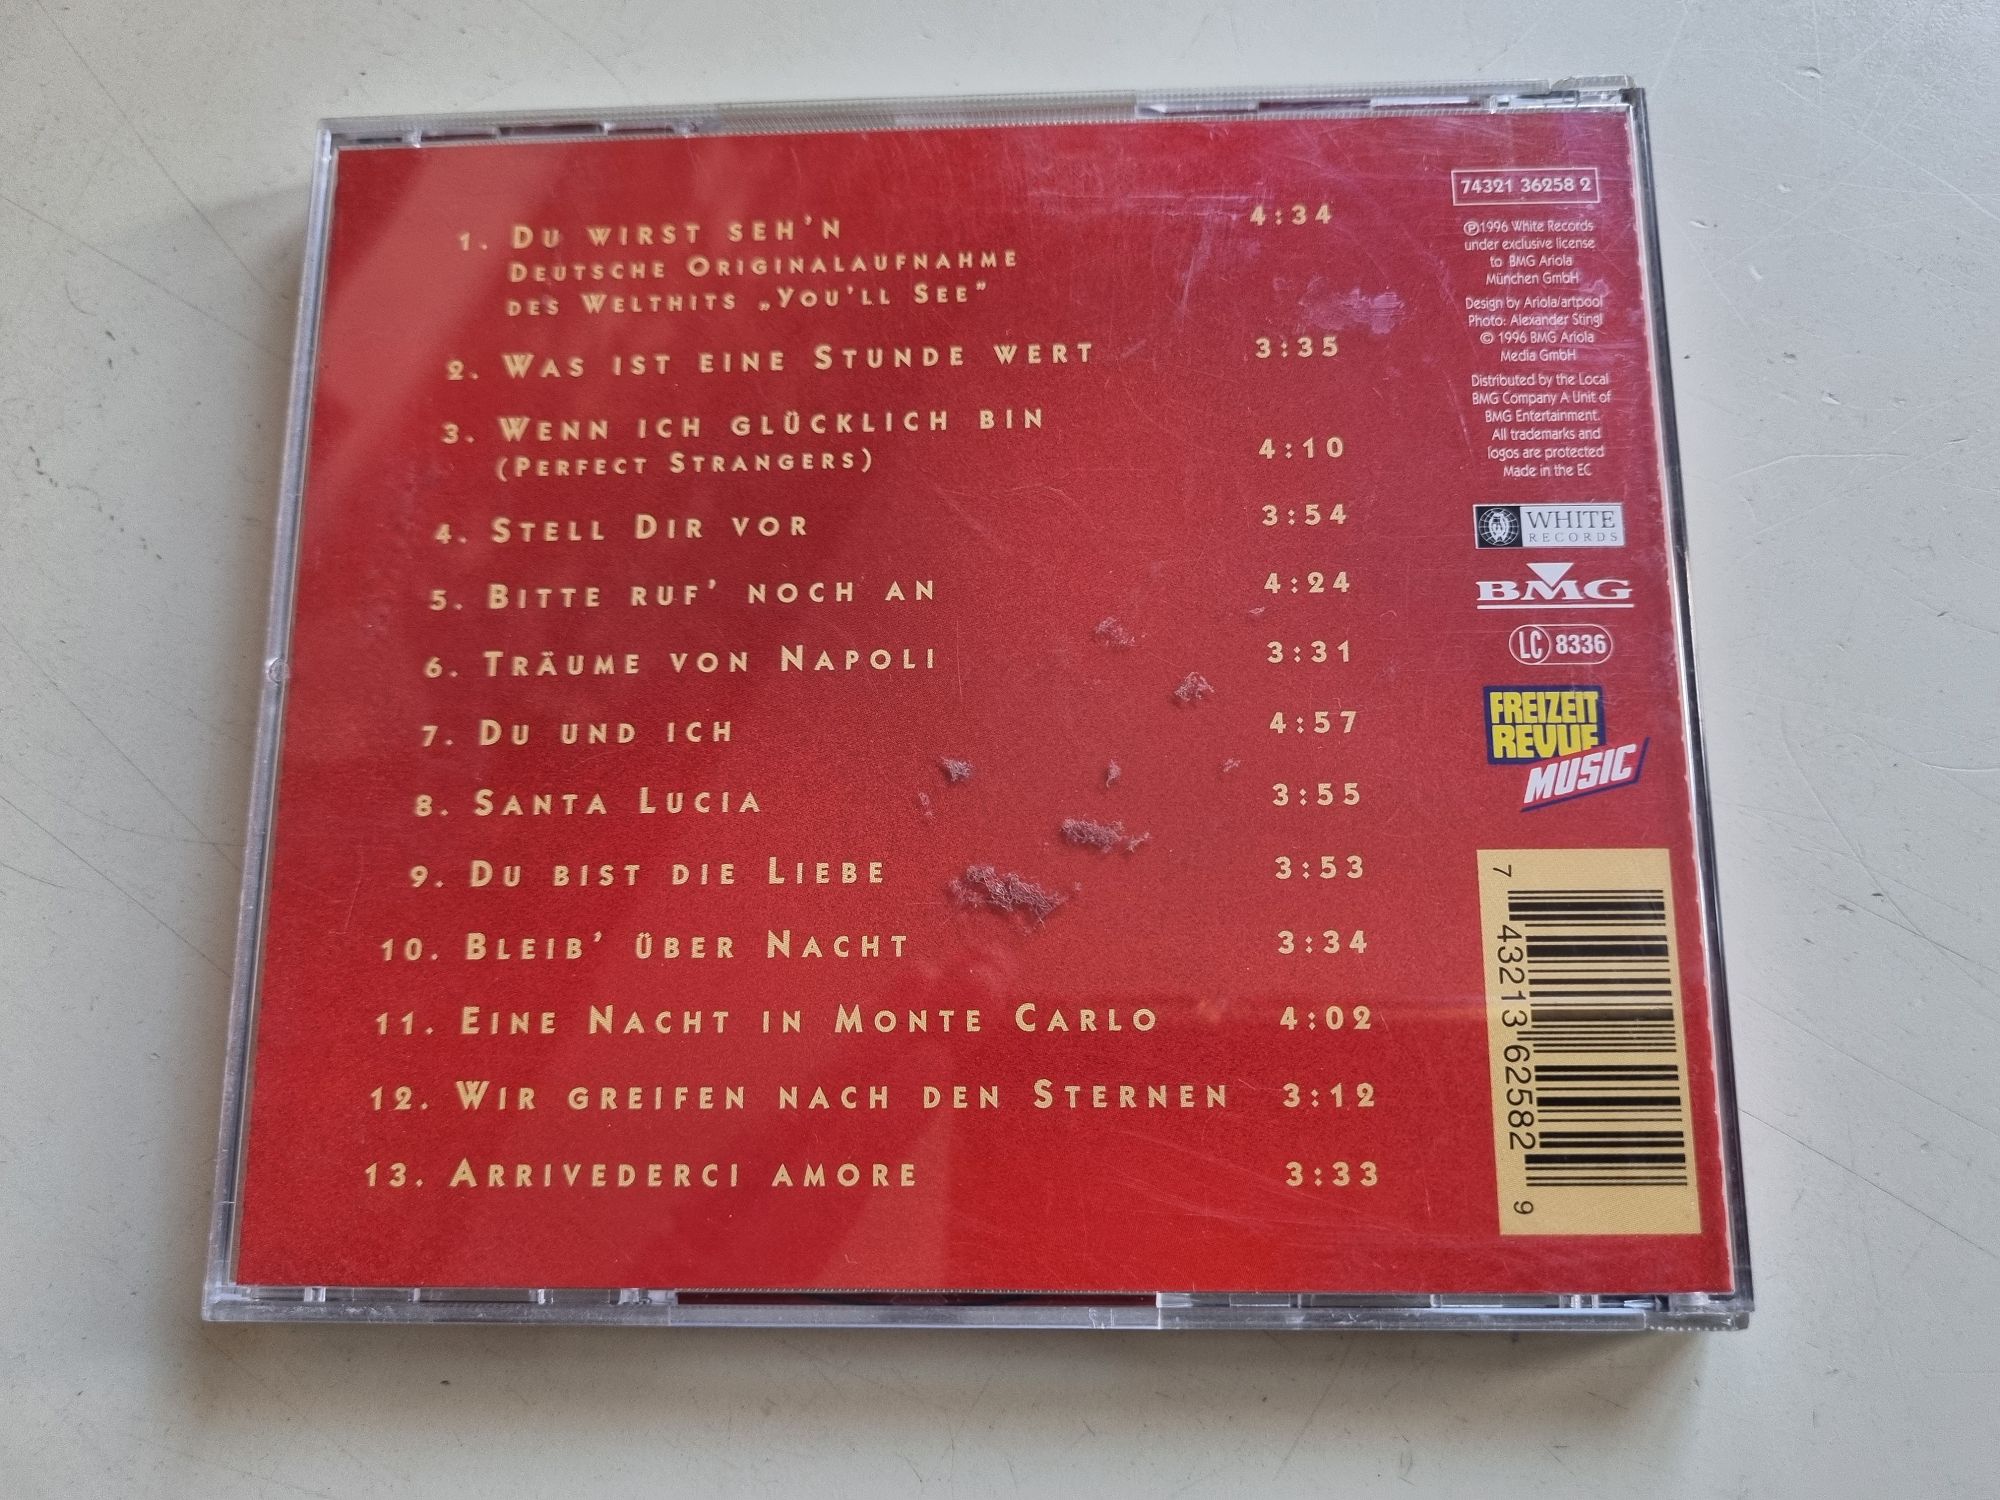 1. Du wirst seh'n 4:34
Deutsche Originalaufnahme
des Welthits „You'll See"
2. Was ist eine Stunde wert 3:35
3. Wenn ich glücklich bin
(Perfect Strangers) 4:10
4. Stell Dir vor 3:54
5. Bitte ruf' noch an 4:24
6. Träume von Napoli 3:31
7. Du und ich 4:57
8. Santa Lucia 3:55
9. Du bist die Liebe 3:53
10. Bleib' über Nacht 3:34
11. Eine Nacht in Monte Carlo 4:02
12. Wir greifen nach den Sternen 3:12
13. Arrivederci amore 3:33
74321 36258 2
℗1996 White Records
under exclusive license
to BMG Ariola
München GmbH
Design by Ariola/artpool
Photo: Alexander Stingl
© 1996 BMG Ariola
Media GmbH
Distributed by the Local
BMG Company A Unit of
BMG Entertainment.
All trademarks and
logos are protected
Made in the EC
WHITE
RECORDS
BMG
LC 8336
FREIZEIT
REVUE
MUSIC
7 43213 62582 9